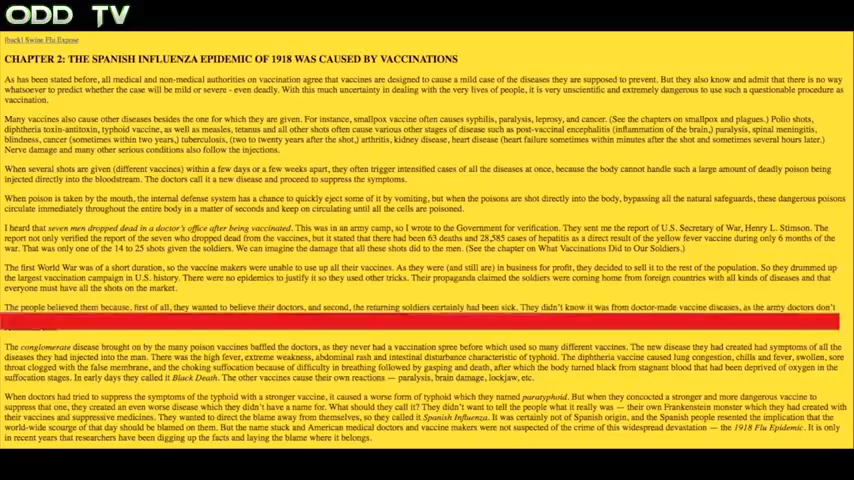 ODD TV
[back] Swine Flu Expose
CHAPTER 2: THE SPANISH INFLUENZA EPIDEMIC OF 1918 WAS CAUSED BY VACCINATIONS
As has been stated before, all medical and non-medical authorities on vaccination agree that vaccines are designed to cause a mild case of the diseases they are supposed to prevent. But they also know and admit that there is no way
whatsoever to predict whether the case will be mild or severe - even deadly. With this much uncertainty in dealing with the very lives of people, it is very unscientific and extremely dangerous to use such a questionable procedure as
vaccination.
Many vaccines also cause other diseases besides the one for which they are given. For instance, smallpox vaccine often causes syphilis, paralysis, leprosy, and cancer. (See the chapters on smallpox and plagues.) Polio shots,
diphtheria toxin-antitoxin, typhoid vaccine, as well as measles, tetanus and all other shots often cause various other stages of disease such as post-vaccinal encephalitis (inflammation of the brain,) paralysis, spinal meningitis,
blindness, cancer (sometimes within two years,) tuberculosis, (two to twenty years after the shot,) arthritis, kidney disease, heart disease (heart failure sometimes within minutes after the shot and sometimes several hours later.)
Nerve damage and many other serious conditions also follow the injections.
When several shots are given (different vaccines) within a few days or a few weeks apart, they often trigger intensified cases of all the diseases at once, because the body cannot handle such a large amount of deadly poison being
injected directly into the bloodstream. The doctors call it a new disease and proceed to suppress the symptoms.
When poison is taken by the mouth, the internal defense system has a chance to quickly eject some of it by vomiting, but when the poisons are shot directly into the body, bypassing all the natural safeguards, these dangerous poisons
circulate immediately throughout the entire body in a matter of seconds and keep on circulating until all the cells are poisoned.
I heard that seven men dropped dead in a doctor's office after being vaccinated. This was in an army camp, so I wrote to the Government for verification. They sent me the report of U.S. Secretary of War, Henry L. Stimson. The
report not only verified the report of the seven who dropped dead from the vaccines, but it stated that there had been 63 deaths and 28,585 cases of hepatitis as a direct result of the yellow fever vaccine during only 6 months of the
war. That was only one of the 14 to 25 shots given the soldiers. We can imagine the damage that all these shots did to the men. (See the chapter on What Vaccinations Did to Our Soldiers.)
The first World War was of a short duration, so the vaccine makers were unable to use up all their vaccines. As they were (and still are) in business for profit, they decided to sell it to the rest of the population. So they drummed up
the largest vaccination campaign in U.S. history. There were no epidemics to justify it so they used other tricks. Their propaganda claimed the soldiers were coming home from foreign countries with all kinds of diseases and that
everyone must have all the shots on the market.
The people believed them because, first of all, they wanted to believe their doctors, and second, the returning soldiers certainly had been sick. They didn't know it was from doctor-made vaccine diseases, as the army doctors don't
The conglomerate disease brought on by the many poison vaccines baffled the doctors, as they never had a vaccination spree before which used so many different vaccines. The new disease they had created had symptoms of all the
diseases they had injected into the man. There was the high fever, extreme weakness, abdominal rash and intestinal disturbance characteristic of typhoid. The diphtheria vaccine caused lung congestion, chills and fever, swollen, sore
throat clogged with the false membrane, and the choking suffocation because of difficulty in breathing followed by gasping and death, after which the body turned black from stagnant blood that had been deprived of oxygen in the
suffocation stages. In early days they called it Black Death. The other vaccines cause their own reactions — paralysis, brain damage, lockjaw, etc.
When doctors had tried to suppress the symptoms of the typhoid with a stronger vaccine, it caused a worse form of typhoid which they named paratyphoid. But when they concocted a stronger and more dangerous vaccine to
suppress that one, they created an even worse disease which they didn't have a name for. What should they call it? They didn't want to tell the people what it really was — their own Frankenstein monster which they had created with
their vaccines and suppressive medicines. They wanted to direct the blame away from themselves, so they called it Spanish Influenza. It was certainly not of Spanish origin, and the Spanish people resented the implication that the
world-wide scourge of that day should be blamed on them. But the name stuck and American medical doctors and vaccine makers were not suspected of the crime of this widespread devastation — the 1918 Flu Epidemic. It is only
in recent years that researchers have been digging up the facts and laying the blame where it belongs.